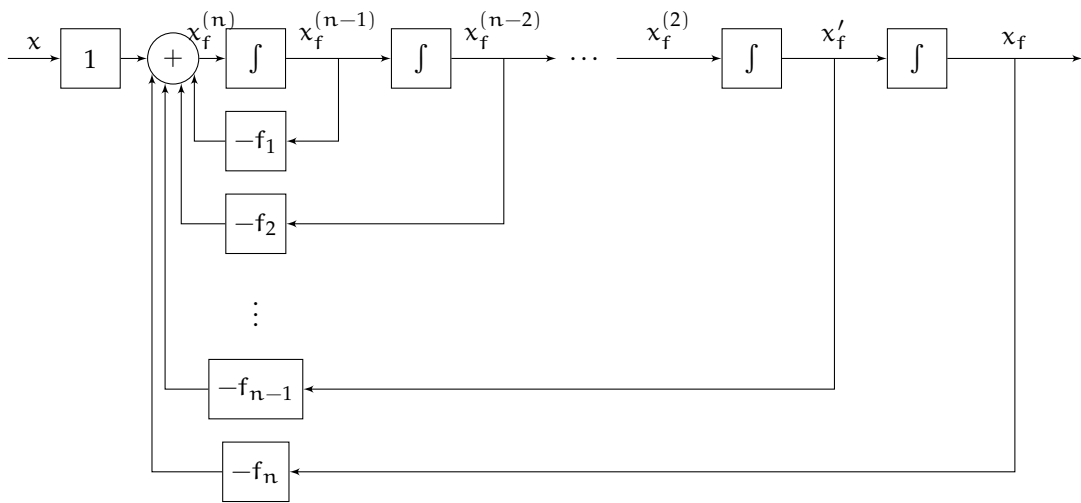 x x_f^{(n)} x_f^{(n−1)} x_f^{(n−2)} x_f^{(2)} x_f′ x_f
1 + ∫ ∫ ⋯ ∫ ∫
−f_1
−f_2
⋮
−f_{n−1}
−f_n